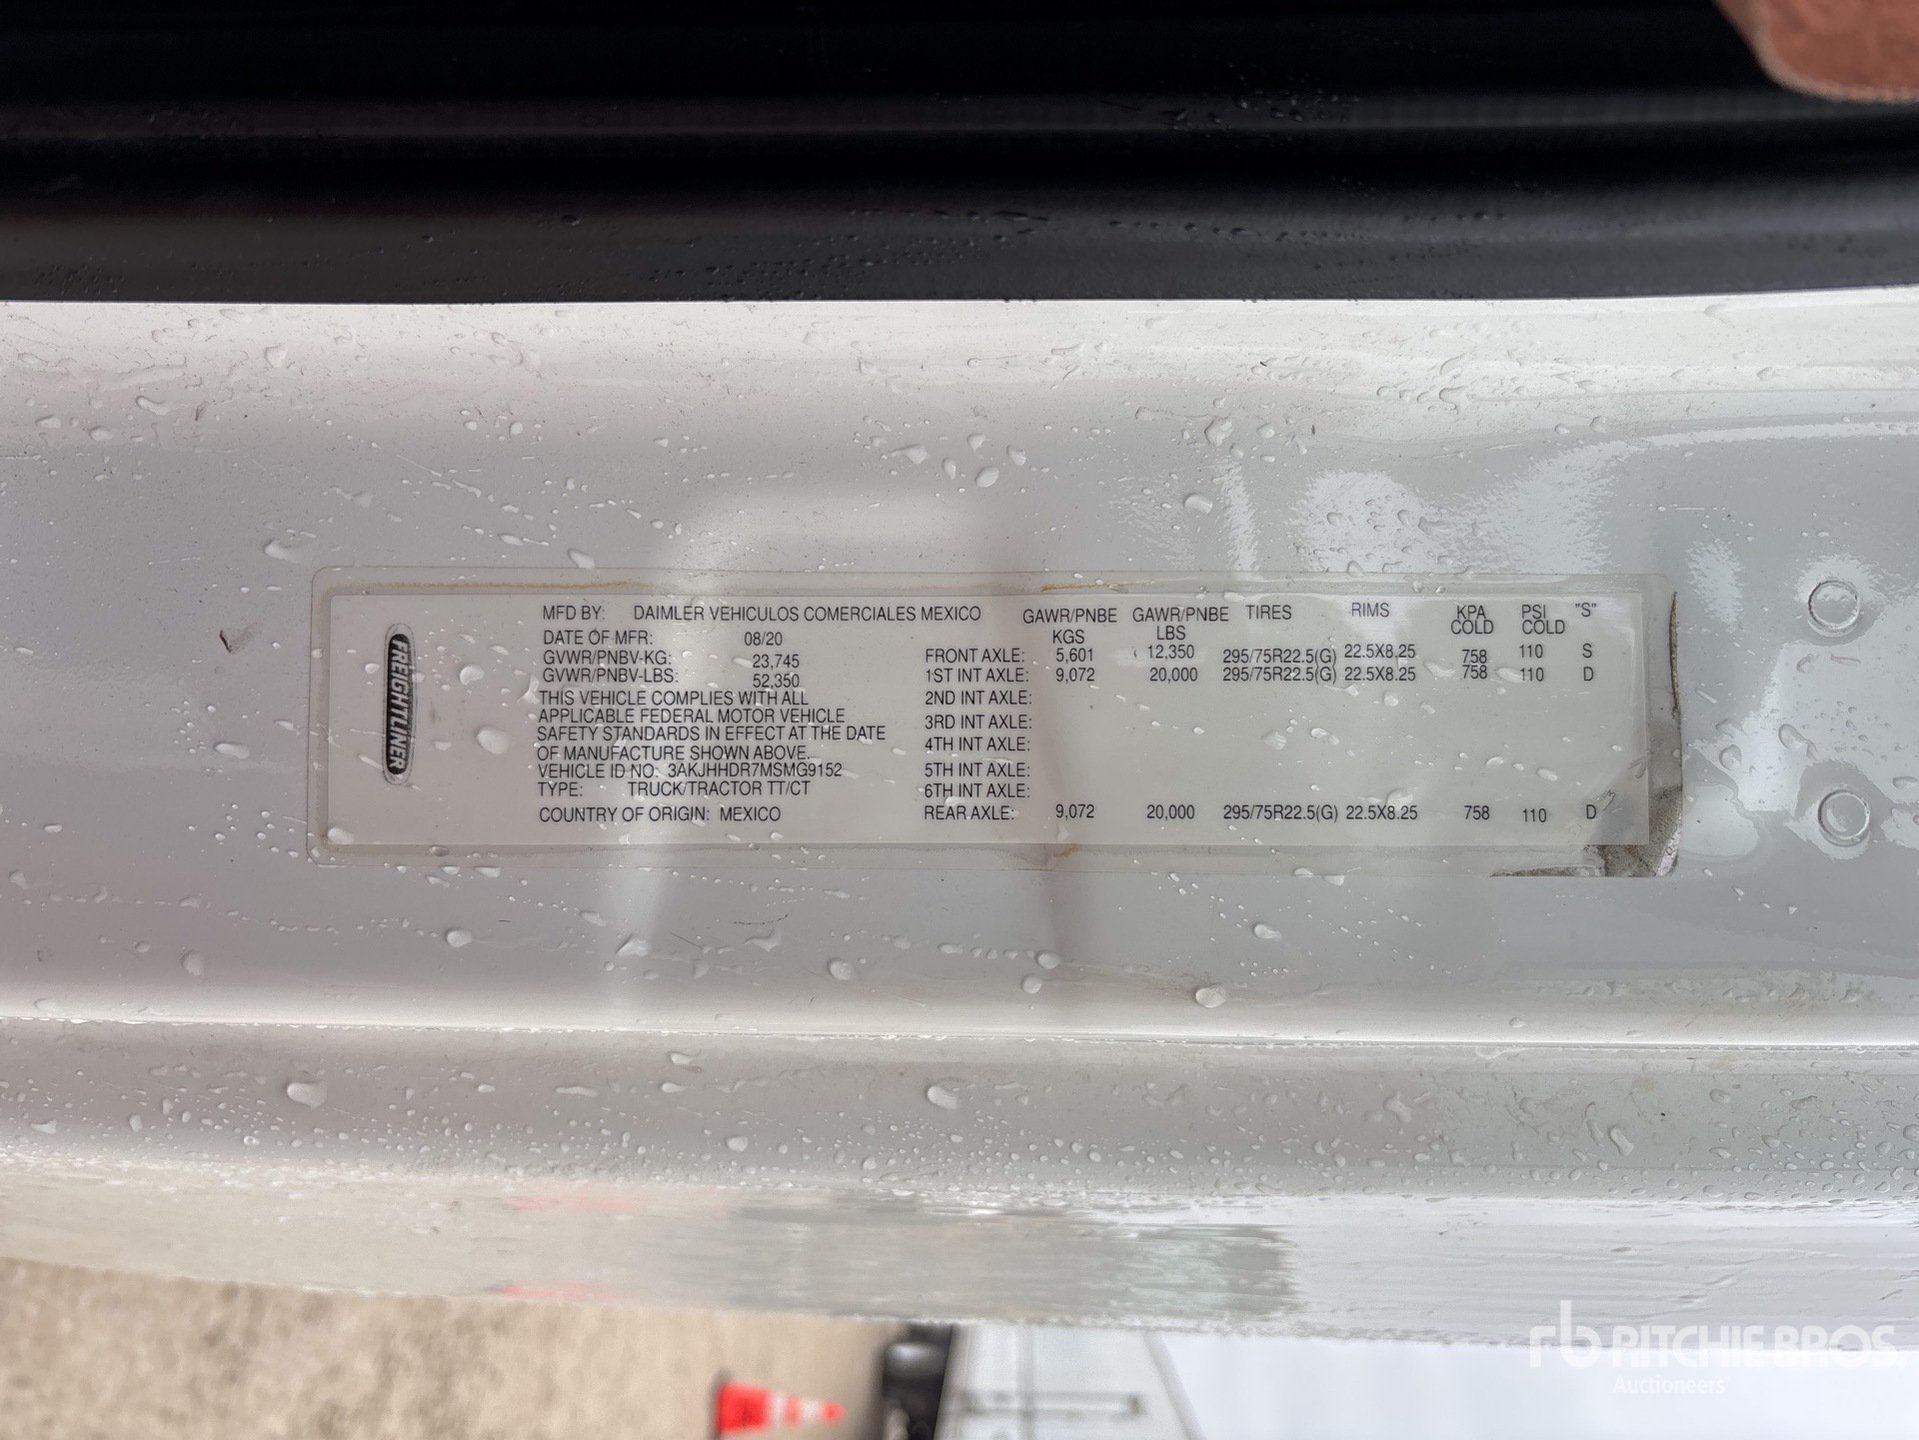 FREIGHTLINER
MFD BY: DAIMLER VEHICULOS COMERCIALES MEXICO
DATE OF MFR: 08/20
GVWR/PNBV-KG: 23,745
GVWR/PNBV-LBS: 52,350
THIS VEHICLE COMPLIES WITH ALL
APPLICABLE FEDERAL MOTOR VEHICLE
SAFETY STANDARDS IN EFFECT AT THE DATE
OF MANUFACTURE SHOWN ABOVE.
VEHICLE ID NO: 3AKJHHDR7MSMG9152
TYPE: TRUCK/TRACTOR TT/CT
COUNTRY OF ORIGIN: MEXICO
GAWR/PNBE KGS GAWR/PNBE LBS TIRES RIMS KPA COLD PSI COLD "S"
FRONT AXLE: 5,601 12,350 295/75R22.5(G) 22.5X8.25 758 110 S
1ST INT AXLE: 9,072 20,000 295/75R22.5(G) 22.5X8.25 758 110 D
2ND INT AXLE:
3RD INT AXLE:
4TH INT AXLE:
5TH INT AXLE:
6TH INT AXLE:
REAR AXLE: 9,072 20,000 295/75R22.5(G) 22.5X8.25 758 110 D
rb RITCHIE BROS.
Auctioneers